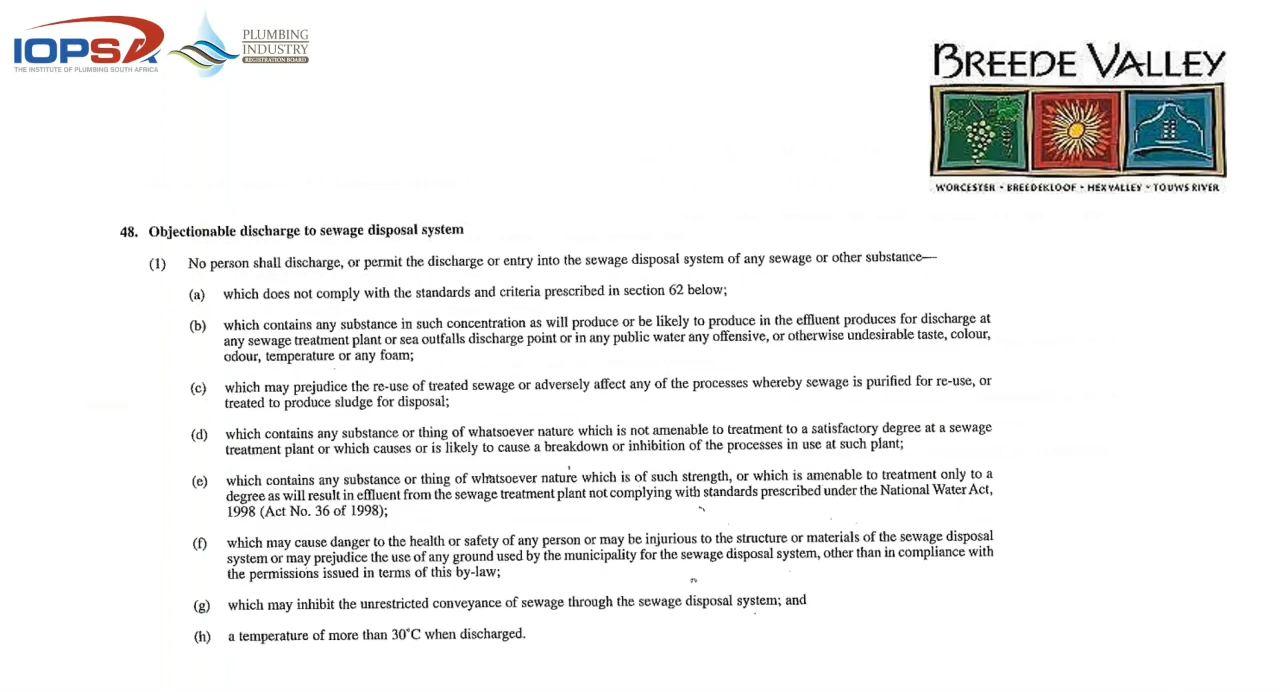 IOPSA
THE INSTITUTE OF PLUMBING SOUTH AFRICA
PLUMBING
INDUSTRY
REGISTRATION BOARD
BREEDE VALLEY
WORCESTER • BREEDEKLOOF • HEX VALLEY • TOUWS RIVER
48. Objectionable discharge to sewage disposal system
(1) No person shall discharge, or permit the discharge or entry into the sewage disposal system of any sewage or other substance—
(a) which does not comply with the standards and criteria prescribed in section 62 below;
(b) which contains any substance in such concentration as will produce or be likely to produce in the effluent produces for discharge at
any sewage treatment plant or sea outfalls discharge point or in any public water any offensive, or otherwise undesirable taste, colour,
odour, temperature or any foam;
(c) which may prejudice the re-use of treated sewage or adversely affect any of the processes whereby sewage is purified for re-use, or
treated to produce sludge for disposal;
(d) which contains any substance or thing of whatsoever nature which is not amenable to treatment to a satisfactory degree at a sewage
treatment plant or which causes or is likely to cause a breakdown or inhibition of the processes in use at such plant;
(e) which contains any substance or thing of whatsoever nature which is of such strength, or which is amenable to treatment only to a
degree as will result in effluent from the sewage treatment plant not complying with standards prescribed under the National Water Act,
1998 (Act No. 36 of 1998);
(f) which may cause danger to the health or safety of any person or may be injurious to the structure or materials of the sewage disposal
system or may prejudice the use of any ground used by the municipality for the sewage disposal system, other than in compliance with
the permissions issued in terms of this by-law;
(g) which may inhibit the unrestricted conveyance of sewage through the sewage disposal system; and
(h) a temperature of more than 30°C when discharged.